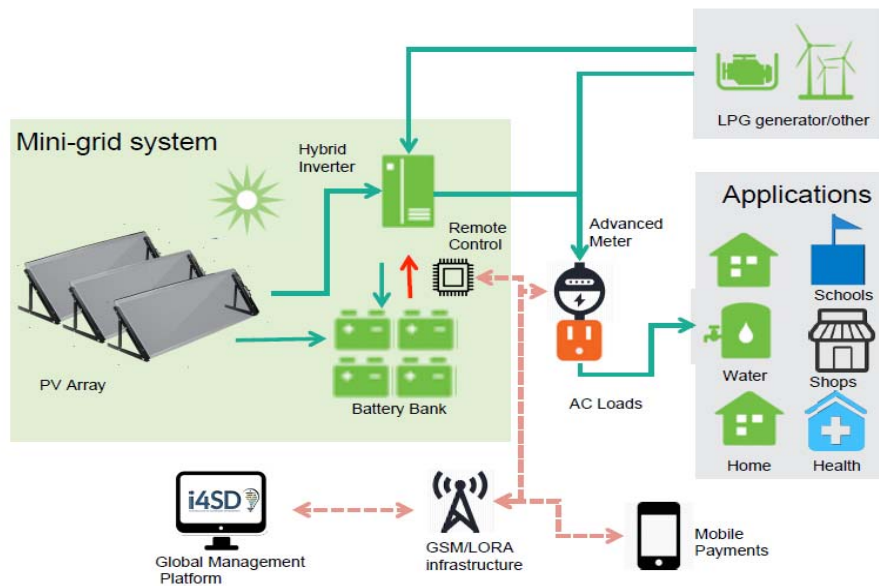 LPG generator/other
Mini-grid system
Hybrid
Inverter
Remote
Control
Advanced
Meter
Applications
Schools
PV Array
Battery Bank
AC Loads
Water
Shops
Home
Health
i4SD
Global Management
Platform
GSM/LORA
infrastructure
Mobile
Payments